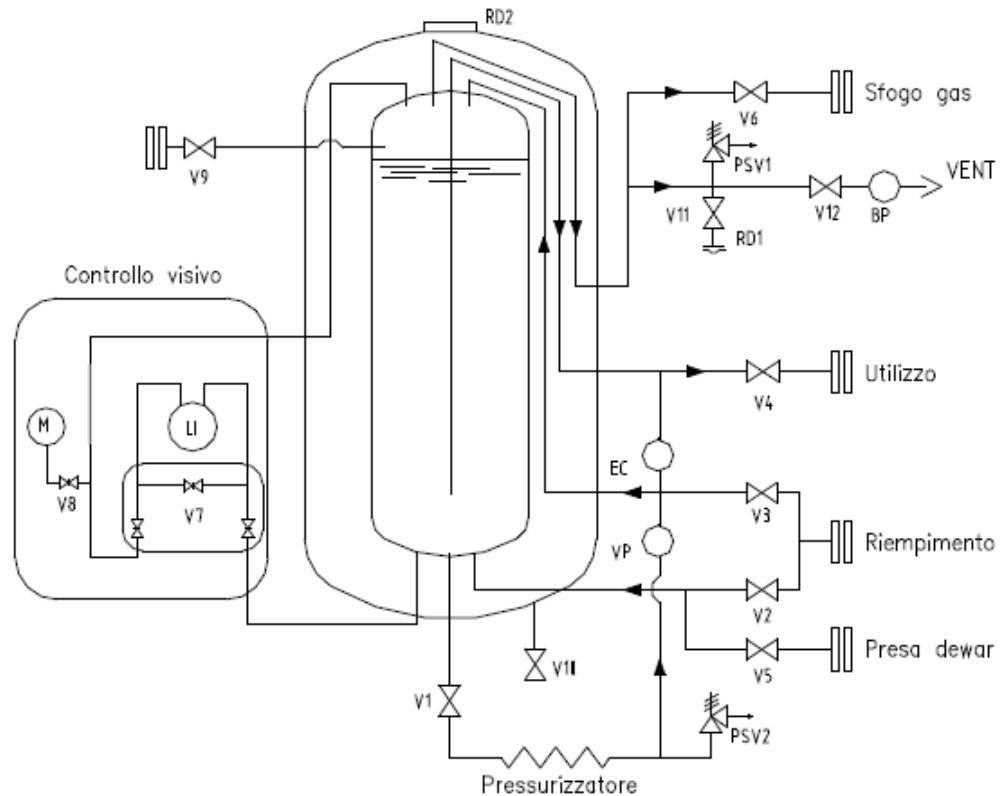 RD2
Sfogo gas
V6
PSV1
VENT
V9
V11
V12
BP
RD1
Controllo visivo
Utilizzo
V4
M
LI
EC
V8
V7
V3
VP
Riempimento
V2
Presa dewar
V5
V10
V1
PSV2
Pressurizzatore